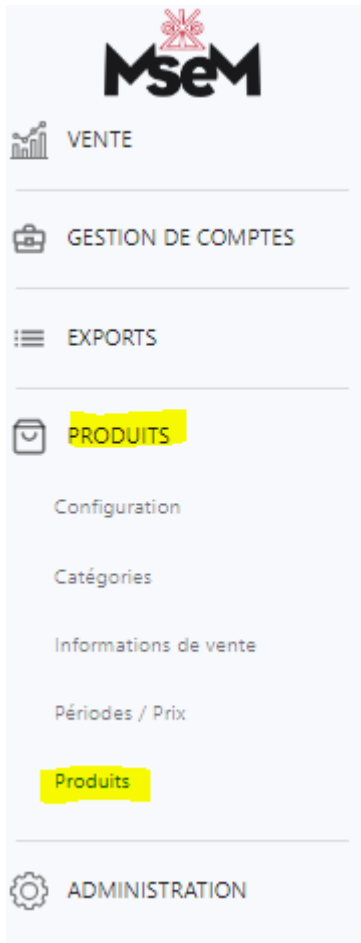 MseM
VENTE
GESTION DE COMPTES
EXPORTS
PRODUITS
Configuration
Catégories
Informations de vente
Périodes / Prix
Produits
ADMINISTRATION